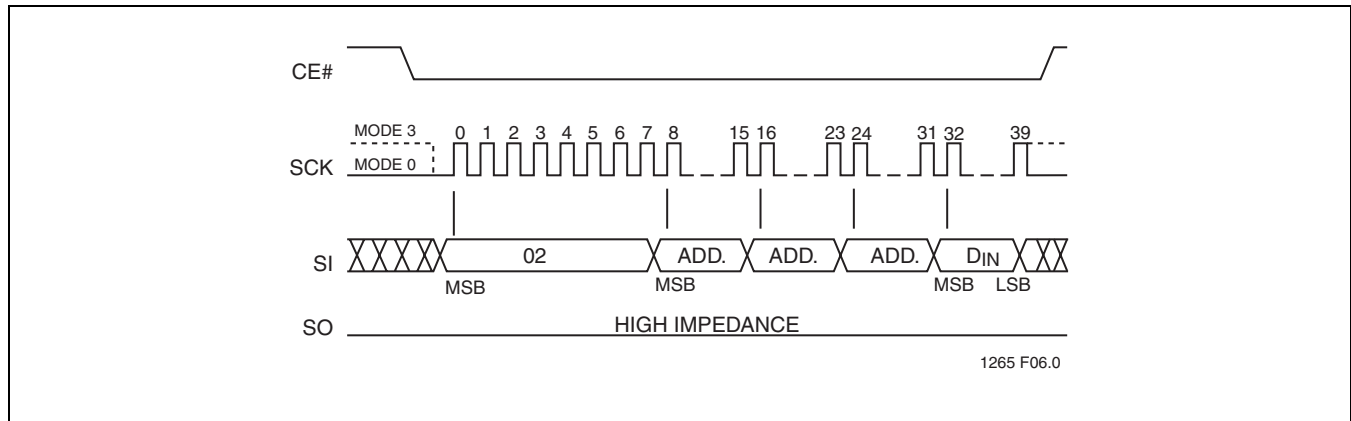 CE#
MODE 3
0 1 2 3 4 5 6 7 8 15 16 23 24 31 32 39
SCK MODE 0
SI 02 ADD. ADD. ADD. DIN
MSB MSB MSB LSB
SO HIGH IMPEDANCE
1265 F06.0